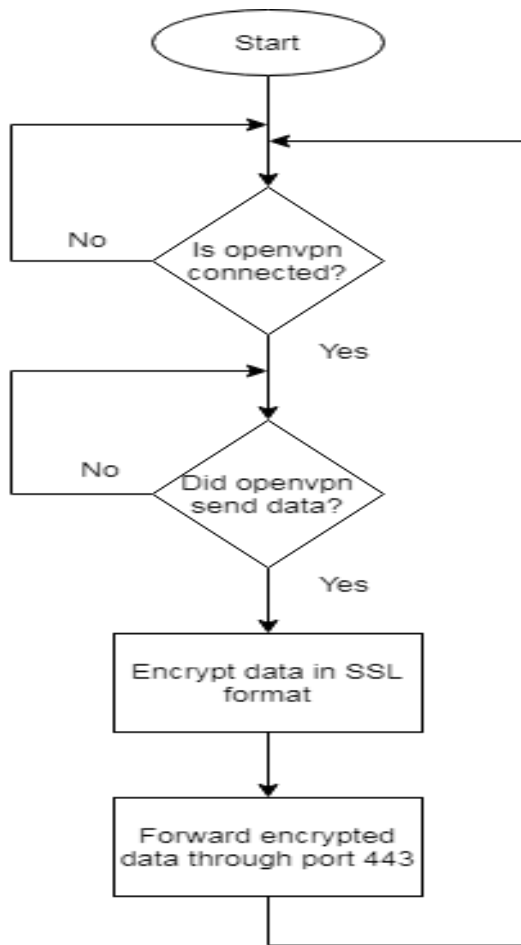 Start
No
Is openvpn
connected?
Yes
No
Did openvpn
send data?
Yes
Encrypt data in SSL
format
Forward encrypted
data through port 443